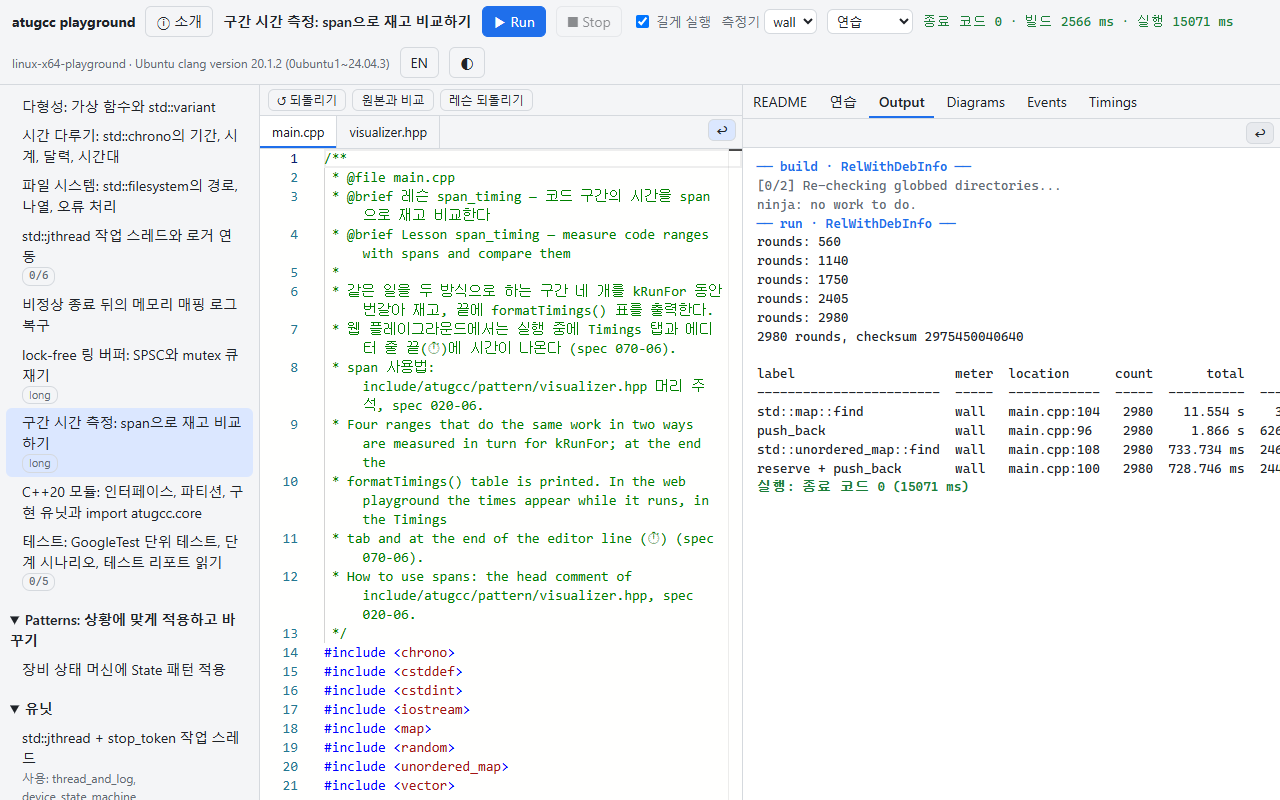 atugcc playground
ⓘ 소개
구간 시간 측정: span으로 재고 비교하기
▶ Run
■ Stop
길게 실행
측정기
wall
연습
종료 코드 0 · 빌드 2566 ms · 실행 15071 ms
linux-x64-playground · Ubuntu clang version 20.1.2 (0ubuntu1~24.04.3)
EN
다형성: 가상 함수와 std::variant
시간 다루기: std::chrono의 기간, 시
계, 달력, 시간대
파일 시스템: std::filesystem의 경로,
나열, 오류 처리
std::jthread 작업 스레드와 로거 연
동
0/6
비정상 종료 뒤의 메모리 매핑 로그
복구
lock-free 링 버퍼: SPSC와 mutex 큐
재기
long
구간 시간 측정: span으로 재고 비교
하기
long
C++20 모듈: 인터페이스, 파티션, 구
현 유닛과 import atugcc.core
테스트: GoogleTest 단위 테스트, 단
계 시나리오, 테스트 리포트 읽기
0/5
▼ Patterns: 상황에 맞게 적용하고 바
꾸기
장비 상태 머신에 State 패턴 적용
▼ 유닛
std::jthread + stop_token 작업 스레
드
사용: thread_and_log,
device_state_machine
↺ 되돌리기
원본과 비교
레슨 되돌리기
main.cpp
visualizer.hpp
↩
1 /**
2 * @file main.cpp
3 * @brief 레슨 span_timing — 코드 구간의 시간을 span
으로 재고 비교한다
4 * @brief Lesson span_timing — measure code ranges
with spans and compare them
5 *
6 * 같은 일을 두 방식으로 하는 구간 네 개를 kRunFor 동안
번갈아 재고, 끝에 formatTimings() 표를 출력한다.
7 * 웹 플레이그라운드에서는 실행 중에 Timings 탭과 에디
터 줄 끝(⏱)에 시간이 나온다 (spec 070-06).
8 * span 사용법:
include/atugcc/pattern/visualizer.hpp 머리 주
석, spec 020-06.
9 * Four ranges that do the same work in two ways
are measured in turn for kRunFor; at the end
the
10 * formatTimings() table is printed. In the web
playground the times appear while it runs, in
the Timings
11 * tab and at the end of the editor line (⏱) (spec
070-06).
12 * How to use spans: the head comment of
include/atugcc/pattern/visualizer.hpp, spec
020-06.
13 */
14 #include <chrono>
15 #include <cstddef>
16 #include <cstdint>
17 #include <iostream>
18 #include <map>
19 #include <random>
20 #include <unordered_map>
21 #include <vector>
README
연습
Output
Diagrams
Events
Timings
↩
── build · RelWithDebInfo ──
[0/2] Re-checking globbed directories...
ninja: no work to do.
── run · RelWithDebInfo ──
rounds: 560
rounds: 1140
rounds: 1750
rounds: 2405
rounds: 2980
2980 rounds, checksum 2975450040640
label meter location count total
------------------------ ----- ------------ ----- ---------- ---
std::map::find wall main.cpp:104 2980 11.554 s 3
push_back wall main.cpp:96 2980 1.866 s 626
std::unordered_map::find wall main.cpp:108 2980 733.734 ms 246
reserve + push_back wall main.cpp:100 2980 728.746 ms 244
실행: 종료 코드 0 (15071 ms)